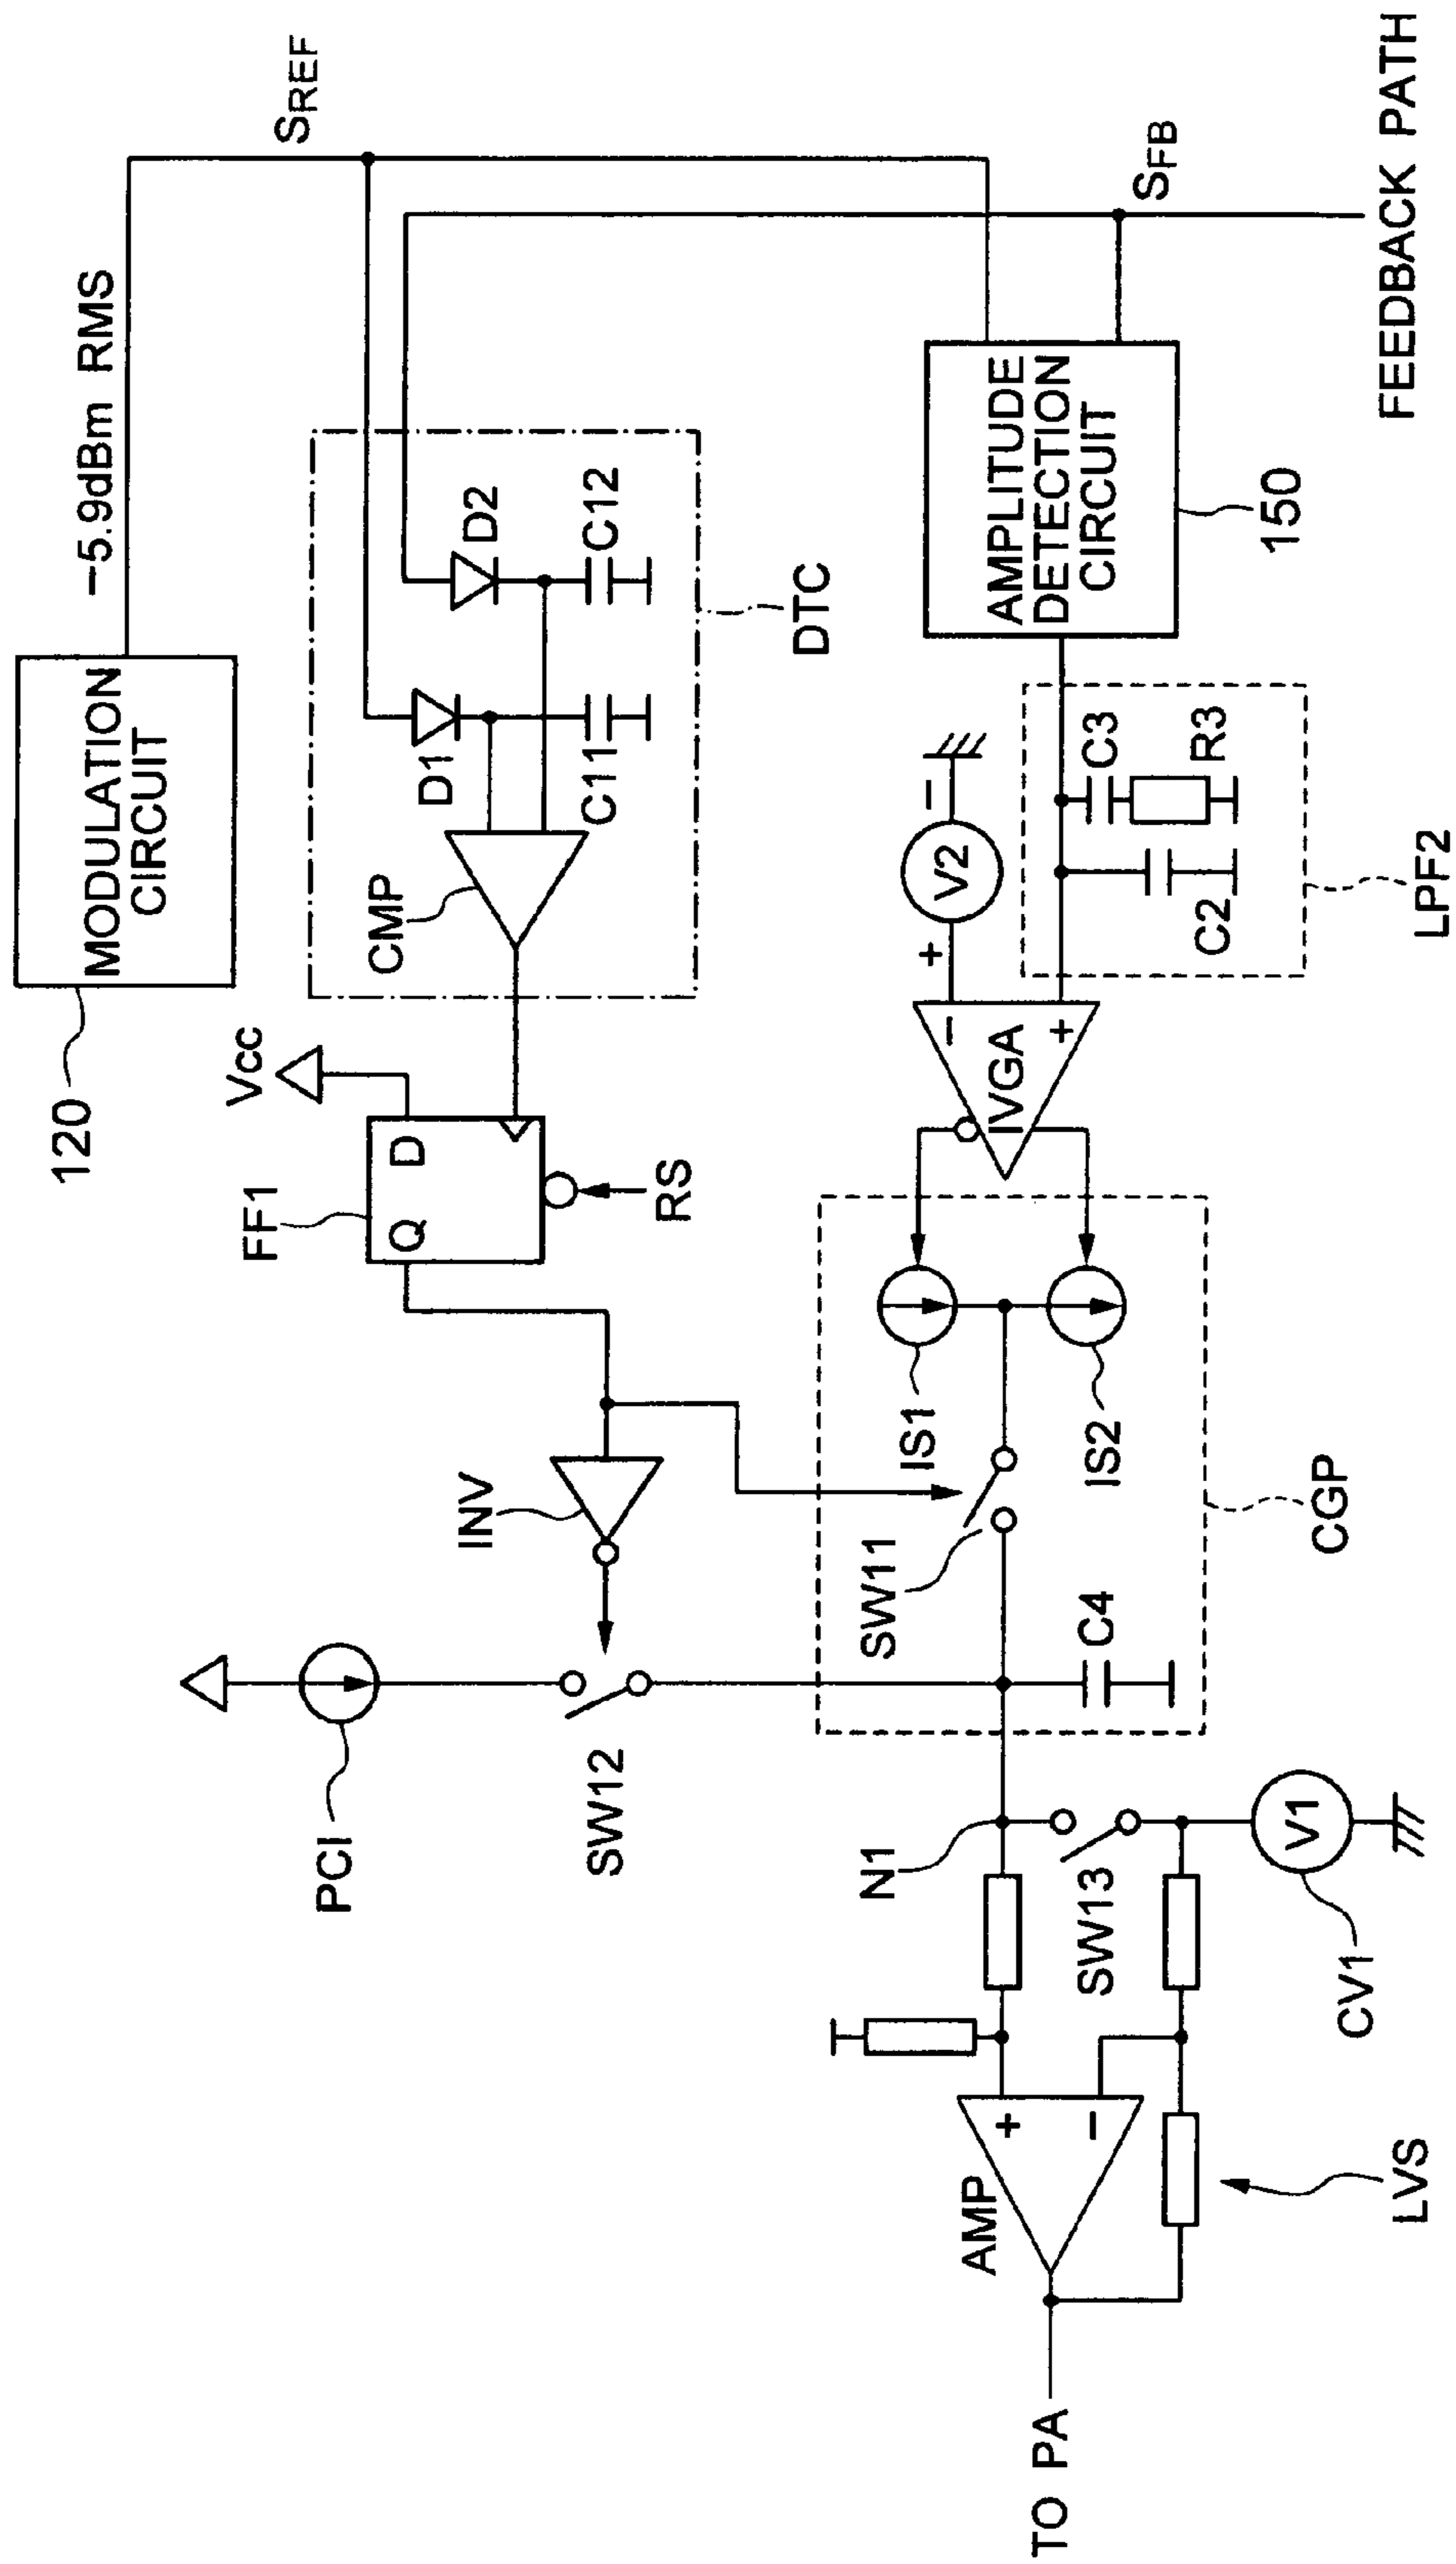 120
MODULATION
CIRCUIT
−5.9dBm RMS
SREF
Vcc
FF1
D
Q
RS
CMP
D1
D2
C11
C12
DTC
INV
PCI
SW12
SFB
FEEDBACK PATH
AMPLITUDE
DETECTION
CIRCUIT
150
V2
+
−
C3
R3
C2
LPF2
IVGA
−
+
IS1
IS2
SW11
C4
CGP
N1
SW13
V1
CV1
AMP
+
−
LVS
TO PA